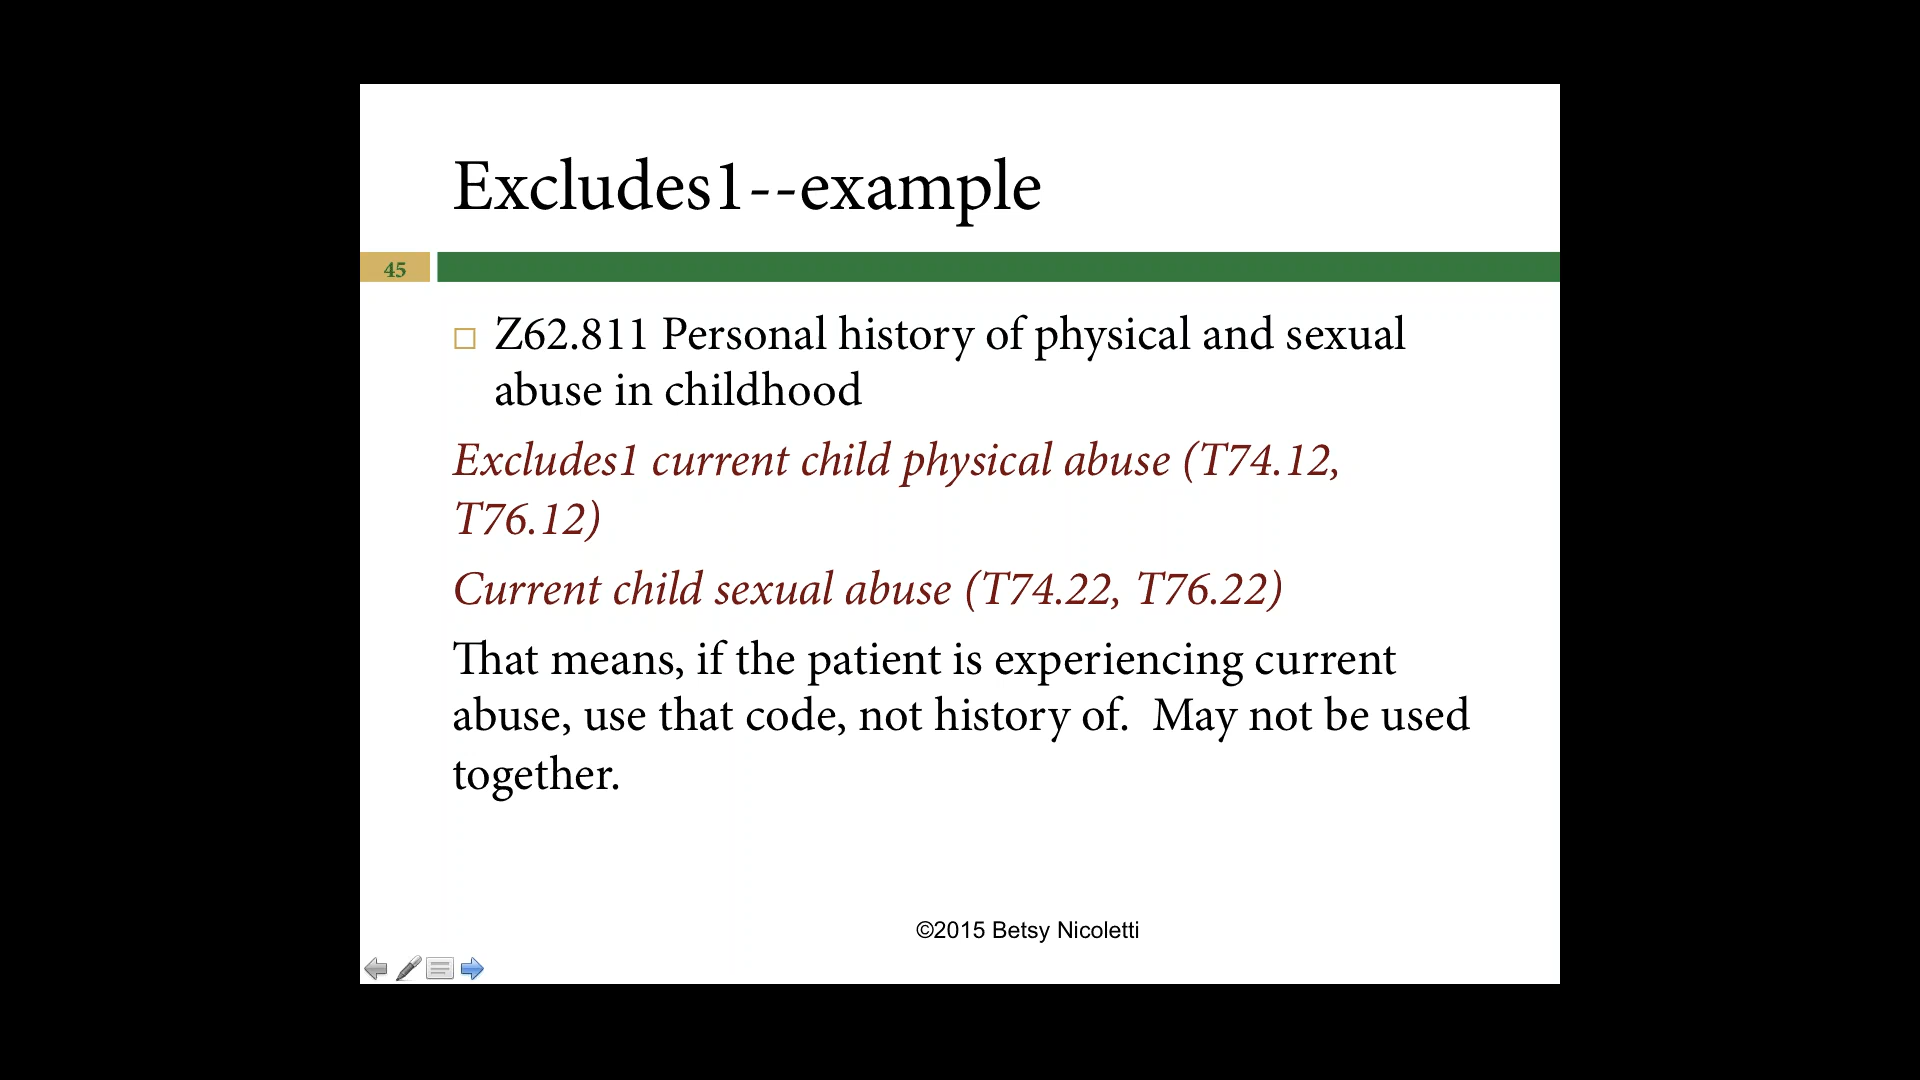 Excludes1--example
45
Z62.811 Personal history of physical and sexual
abuse in childhood
Excludes1 current child physical abuse (T74.12,
T76.12)
Current child sexual abuse (T74.22, T76.22)
That means, if the patient is experiencing current
abuse, use that code, not history of.  May not be used
together.
©2015 Betsy Nicoletti